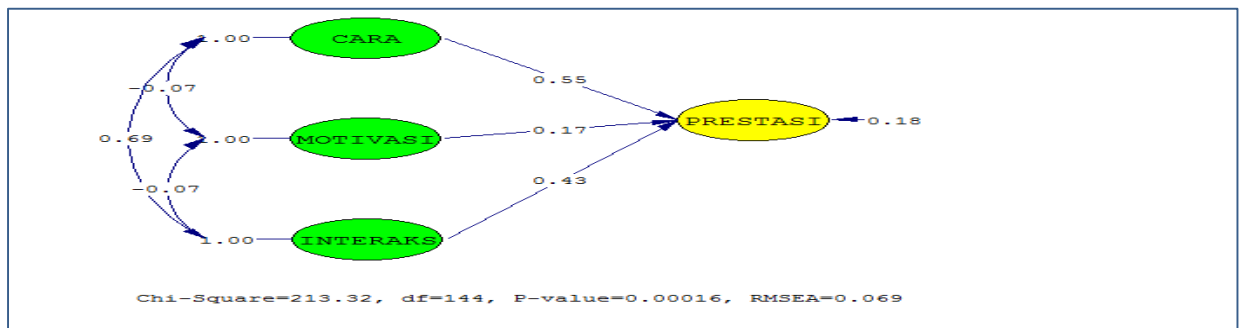 1.00
CARA
0.55
-0.07
PRESTASI
0.18
0.69
1.00
MOTIVASI
0.17
-0.07
0.43
1.00
INTERAKS
Chi-Square=213.32, df=144, P-value=0.00016, RMSEA=0.069